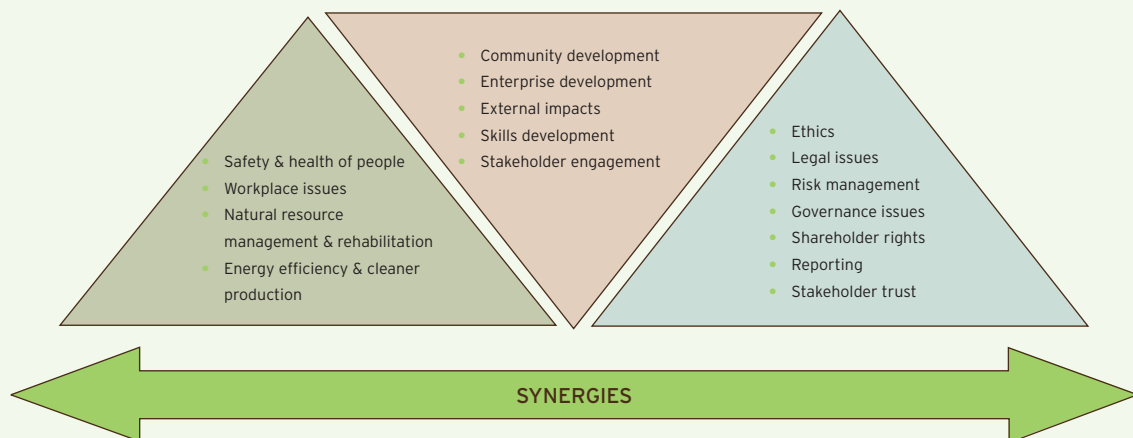 • Safety & health of people
• Workplace issues
• Natural resource
management & rehabilitation
• Energy efficiency & cleaner
production
• Community development
• Enterprise development
• External impacts
• Skills development
• Stakeholder engagement
• Ethics
• Legal issues
• Risk management
• Governance issues
• Shareholder rights
• Reporting
• Stakeholder trust
SYNERGIES